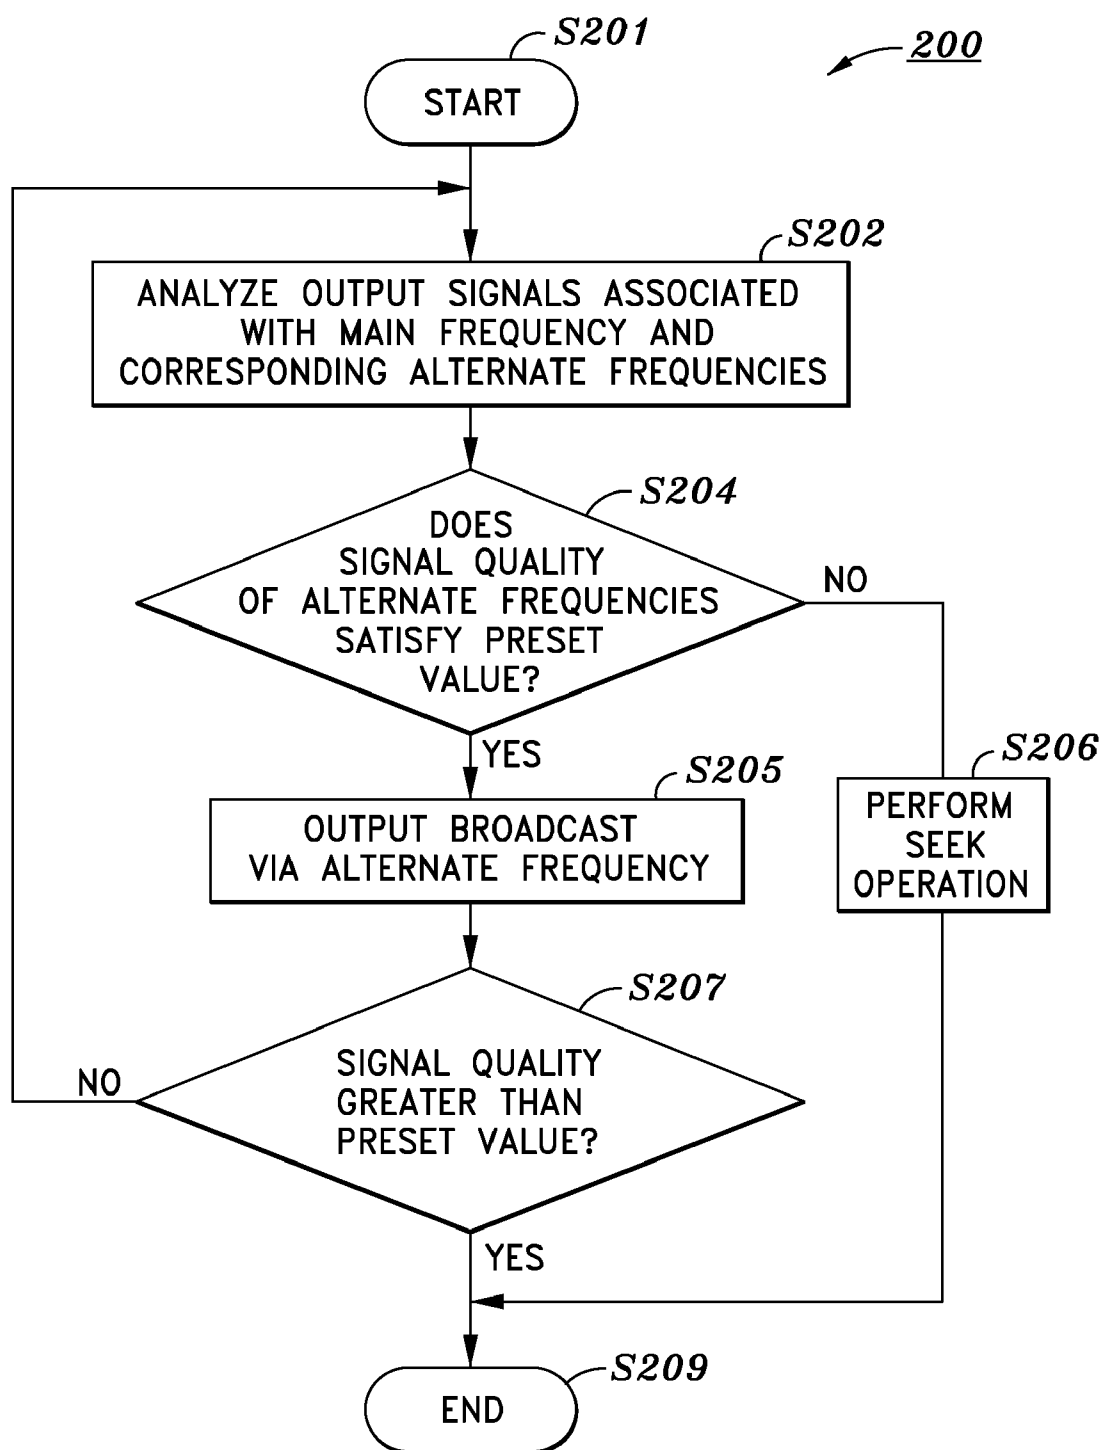 S201
200
START
S202
ANALYZE OUTPUT SIGNALS ASSOCIATED
WITH MAIN FREQUENCY AND
CORRESPONDING ALTERNATE FREQUENCIES
S204
DOES
SIGNAL QUALITY
OF ALTERNATE FREQUENCIES
SATISFY PRESET
VALUE?
NO
YES
S205
S206
OUTPUT BROADCAST
VIA ALTERNATE FREQUENCY
PERFORM
SEEK
OPERATION
S207
SIGNAL QUALITY
GREATER THAN
PRESET VALUE?
NO
YES
S209
END